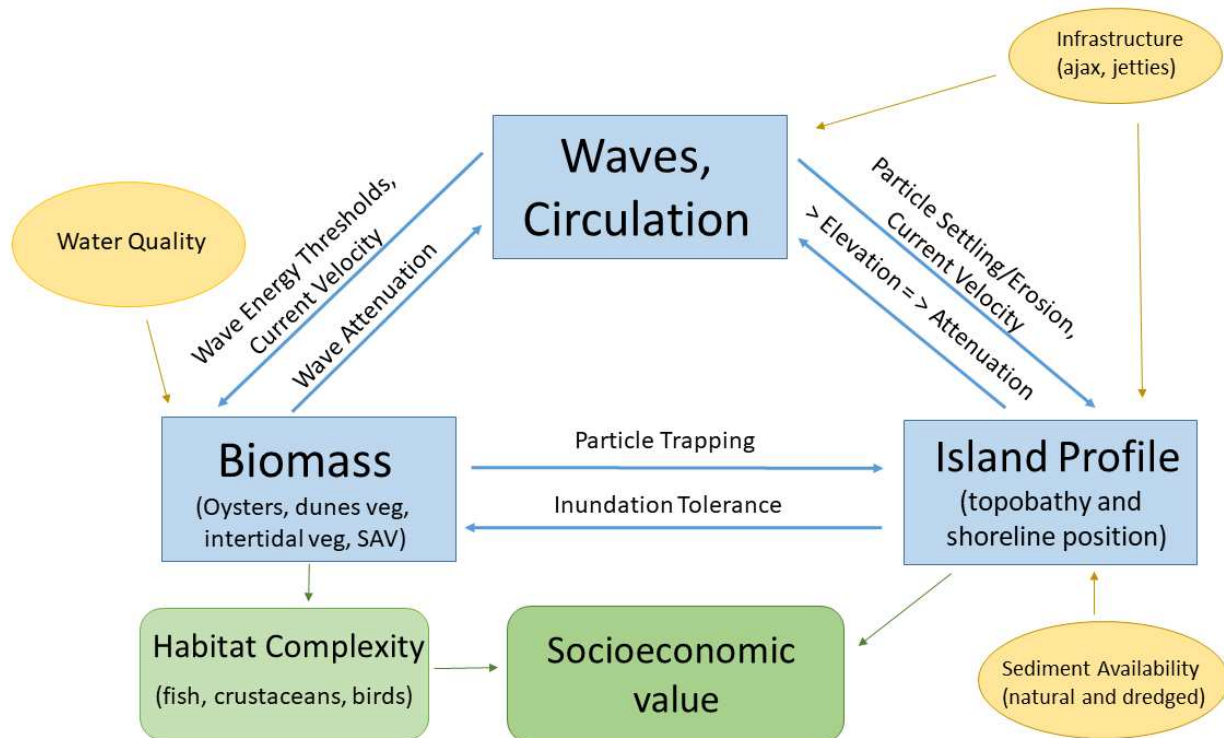 Infrastructure
(ajax, jetties)
Waves,
Circulation
Water Quality
Wave Energy Thresholds,
Current Velocity
Wave Attenuation
Particle Settling/Erosion,
Current Velocity
> Elevation = > Attenuation
Biomass
(Oysters, dunes veg,
intertidal veg, SAV)
Particle Trapping
Inundation Tolerance
Island Profile
(topobathy and
shoreline position)
Habitat Complexity
(fish, crustaceans, birds)
Socioeconomic
value
Sediment Availability
(natural and dredged)